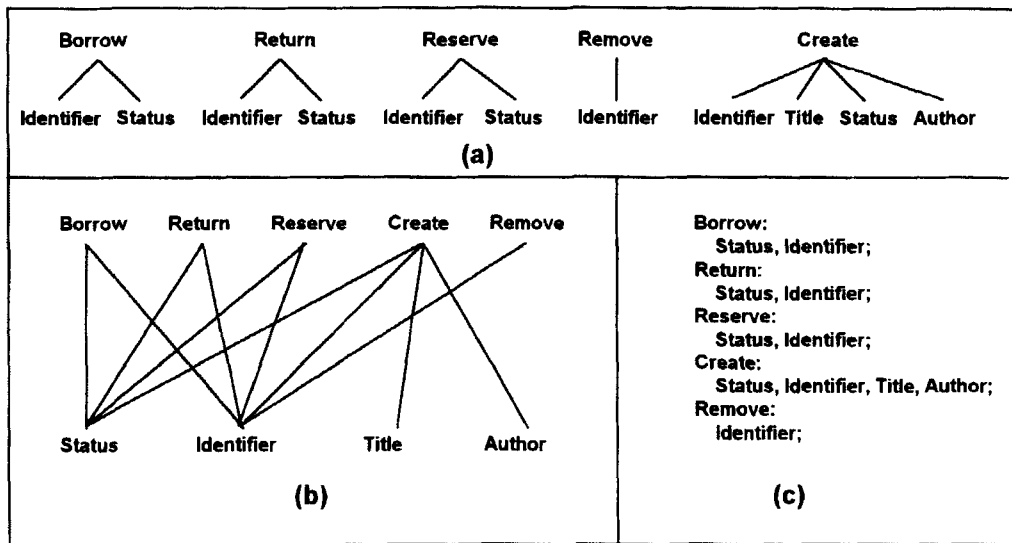 Borrow Return Reserve Remove Create
Identifier Status Identifier Status Identifier Status Identifier Identifier Title Status Author
(a)
Borrow Return Reserve Create Remove
Status Identifier Title Author
(b)
Borrow:
Status, Identifier;
Return:
Status, Identifier;
Reserve:
Status, Identifier;
Create:
Status, Identifier, Title, Author;
Remove:
Identifier;
(c)